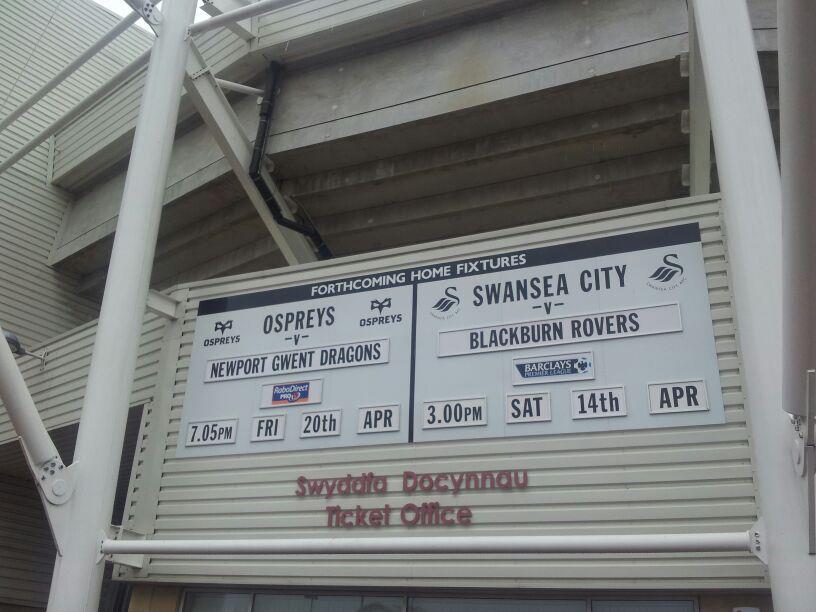 FORTHCOMING HOME FIXTURES
OSPREYS
OSPREYS
OSPREYS
-V-
NEWPORT GWENT DRAGONS
RaboDirect
PRO12
7.05PM FRI 20th APR
SWANSEA CITY
-V-
BLACKBURN ROVERS
BARCLAYS
PREMIER LEAGUE
3.00PM SAT 14th APR
Swyddfa Docynnau
Ticket Office